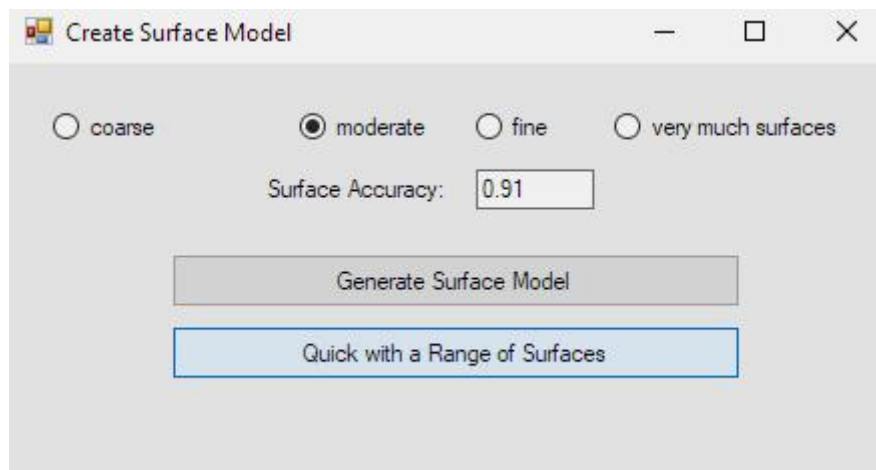 Create Surface Model
coarse moderate fine very much surfaces
Surface Accuracy: 0.91
Generate Surface Model
Quick with a Range of Surfaces